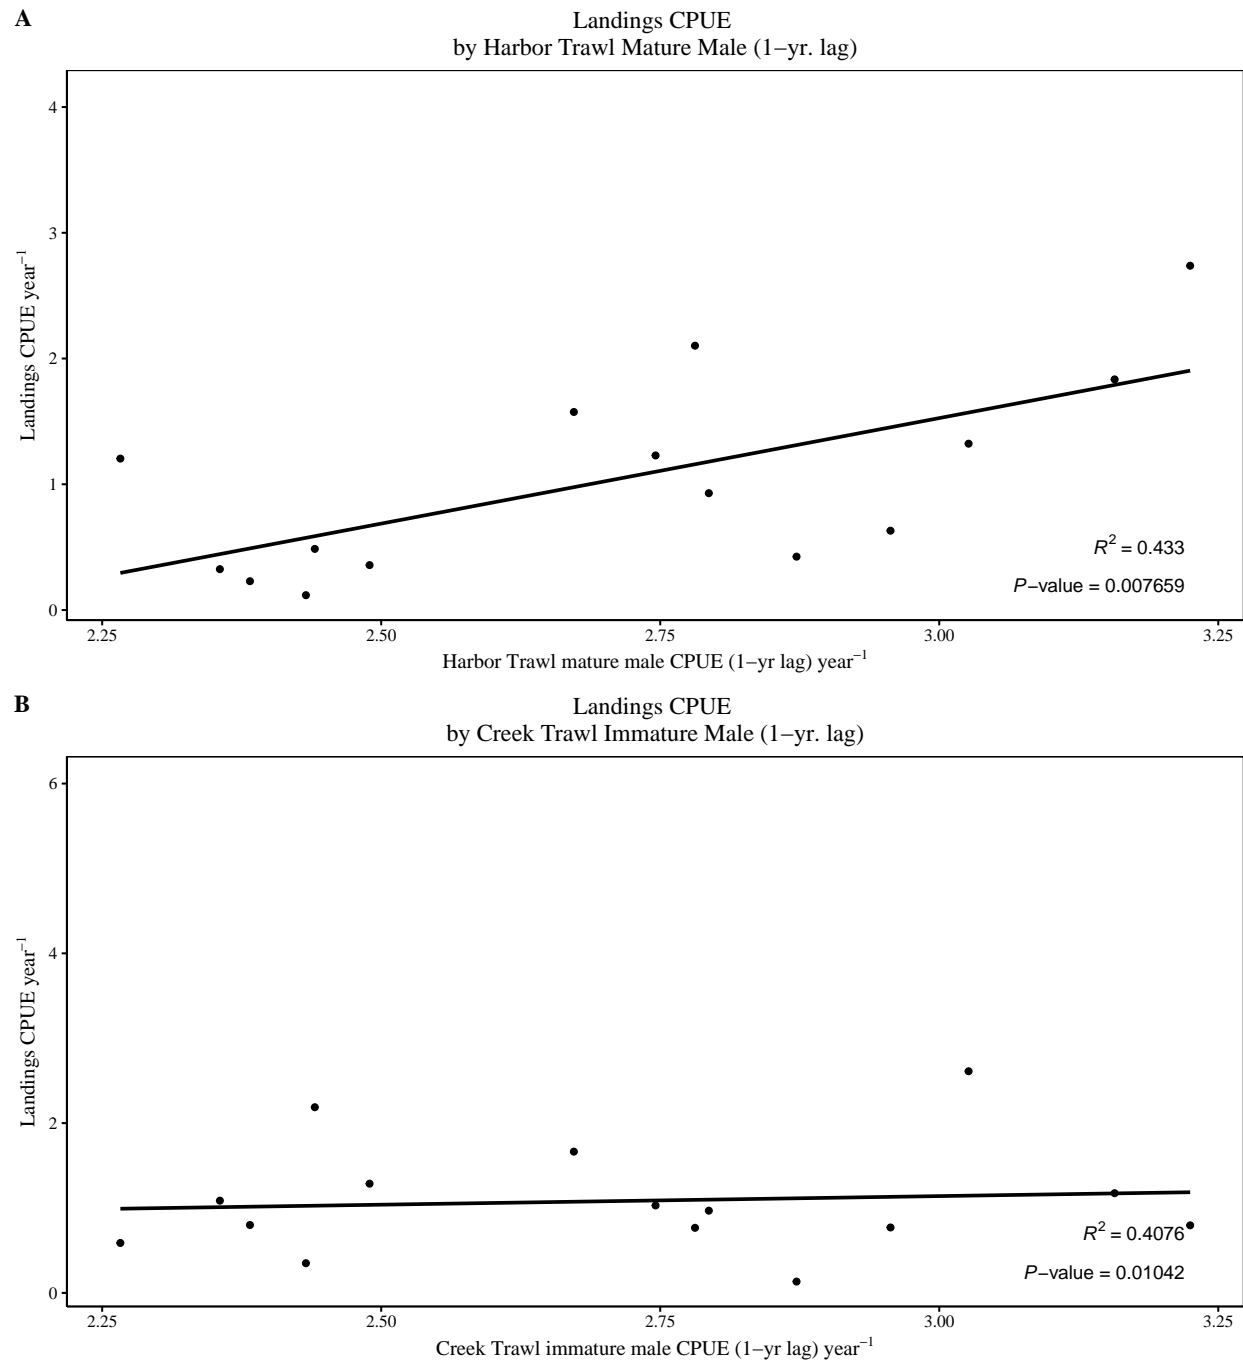 A
Landings CPUE
by Harbor Trawl Mature Male (1−yr. lag)
4
3
2
1
0
Landings CPUE year⁻¹
R² = 0.433
P−value = 0.007659
2.25 2.50 2.75 3.00 3.25
Harbor Trawl mature male CPUE (1−yr lag) year⁻¹
B
Landings CPUE
by Creek Trawl Immature Male (1−yr. lag)
6
4
2
0
Landings CPUE year⁻¹
R² = 0.4076
P−value = 0.01042
2.25 2.50 2.75 3.00 3.25
Creek Trawl immature male CPUE (1−yr lag) year⁻¹